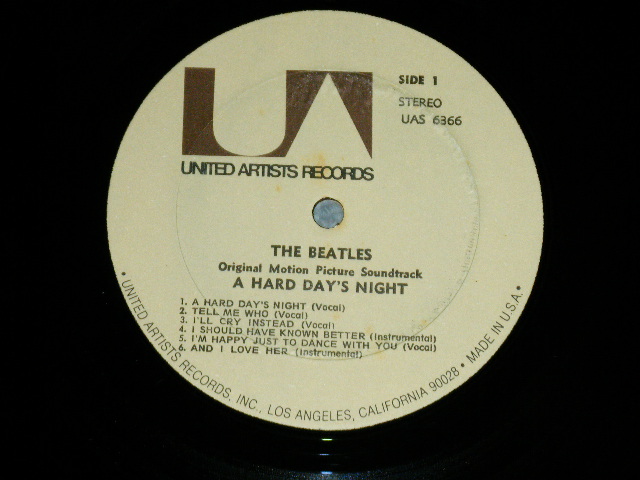 UA
UNITED ARTISTS RECORDS
SIDE 1
STEREO
UAS 6366
THE BEATLES
Original Motion Picture Soundtrack
A HARD DAY'S NIGHT
1. A HARD DAY'S NIGHT (Vocal)
2. TELL ME WHO (Vocal)
3. I'LL CRY INSTEAD (Vocal)
4. I SHOULD HAVE KNOWN BETTER (Instrumental)
5. I'M HAPPY JUST TO DANCE WITH YOU (Vocal)
6. AND I LOVE HER (Instrumental)
• UNITED ARTISTS RECORDS, INC., LOS ANGELES, CALIFORNIA 90028 • MADE IN U.S.A. •